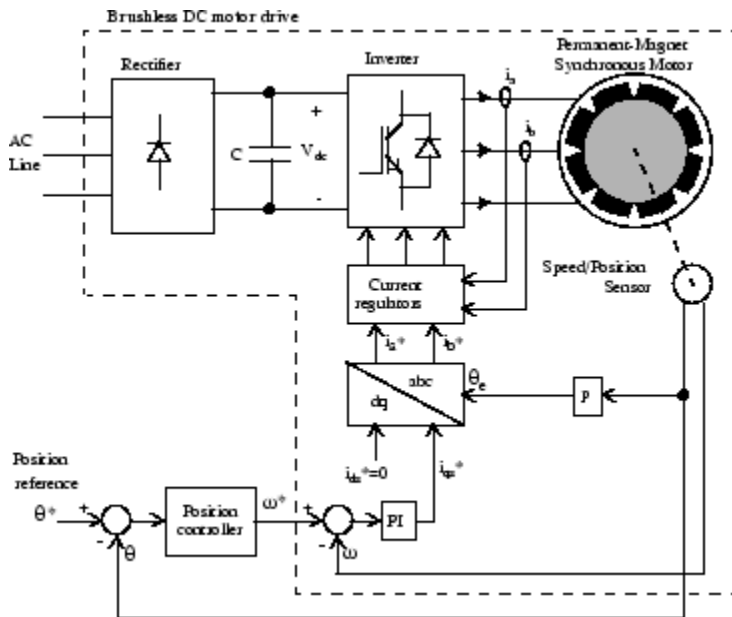 Brushless DC motor drive
Rectifier
Inverter
Permanent-Magnet
Synchronous Motor
i_a
i_b
AC
Line
C
+
V_dc
-
Speed/Position
Sensor
Current
regulators
i_a*
i_b*
abc
dq
θ_e
P
i_ds*=0
i_qs*
Position
reference
θ*
+
-
θ
Position
controller
ω*
+
-
ω
PI